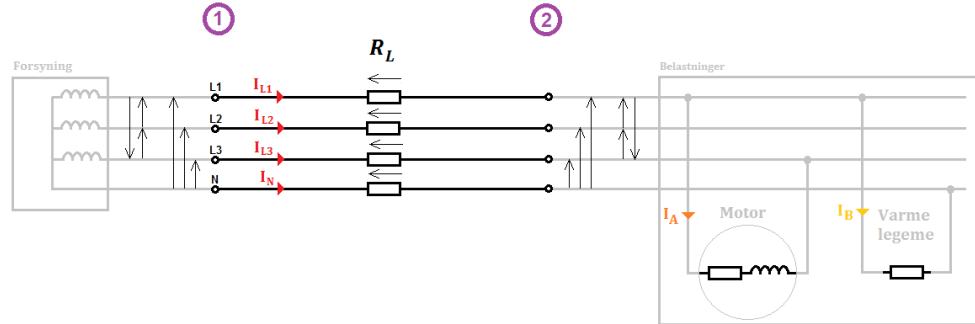 1
2
R_L
Forsyning
Belastninger
L1
I_L1
L2
I_L2
L3
I_L3
N
I_N
I_A
Motor
I_B
Varme
legeme